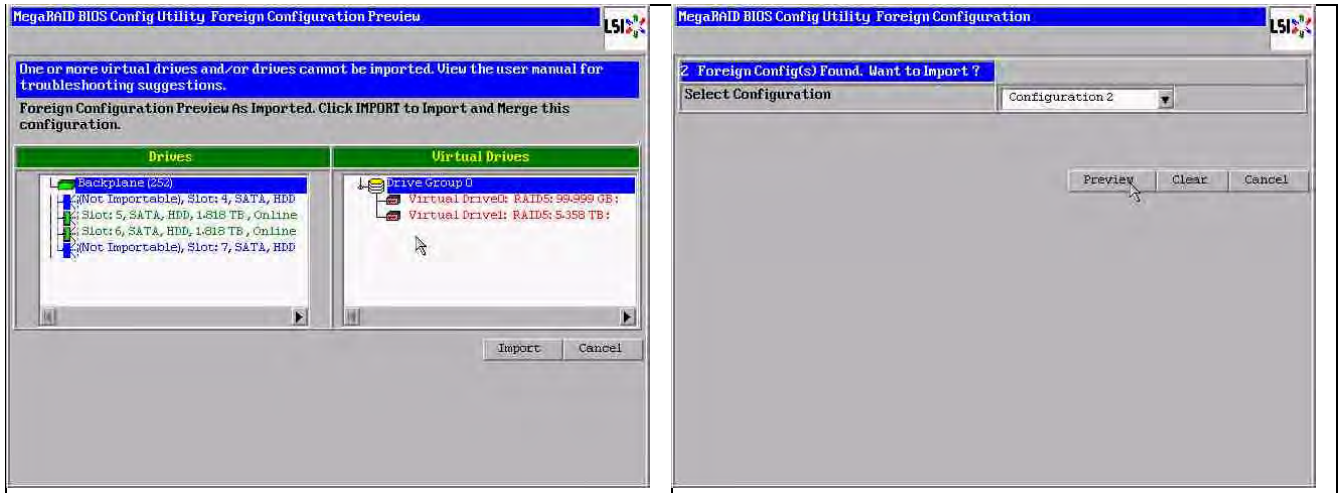 MegaRAID BIOS Config Utility Foreign Configuration Preview
LSI
One or more virtual drives and/or drives cannot be imported. View the user manual for
troubleshooting suggestions.
Foreign Configuration Preview As Imported. Click IMPORT to Import and Merge this
configuration.
Drives
Virtual Drives
Backplane (252)
(Not Importable), Slot: 4, SATA, HDD
Slot: 5, SATA, HDD, 1.818 TB, Online
Slot: 6, SATA, HDD, 1.818 TB, Online
(Not Importable), Slot: 7, SATA, HDD
Drive Group 0
Virtual Drive0: RAID5: 99.999 GB:
Virtual Drive1: RAID5: 5.358 TB:
Import
Cancel
MegaRAID BIOS Config Utility Foreign Configuration
LSI
2 Foreign Config(s) Found. Want to Import ?
Select Configuration
Configuration 2
Preview
Clear
Cancel